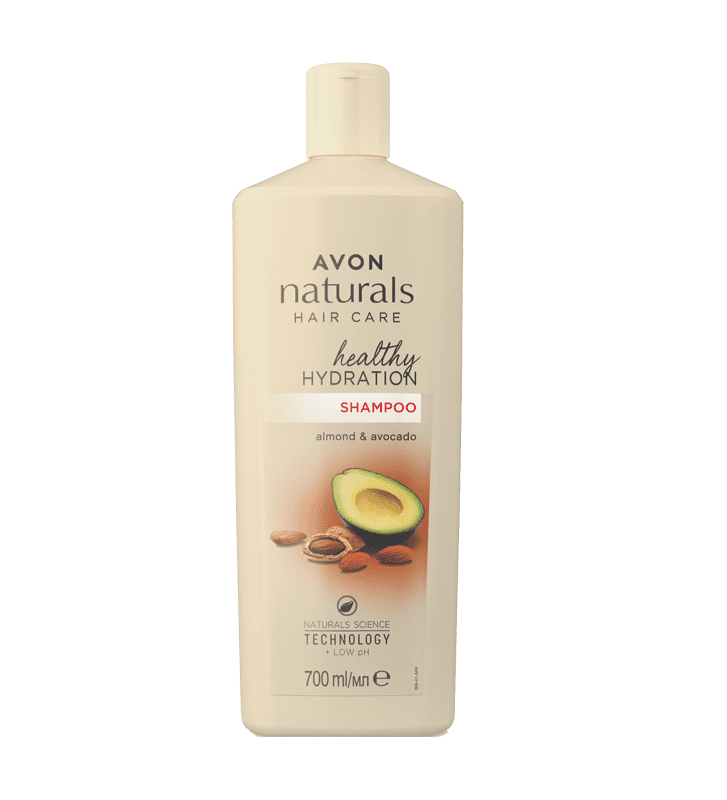 AVON
naturals
HAIR CARE
healthy
HYDRATION
SHAMPOO
almond & avocado
NATURALS SCIENCE
TECHNOLOGY
+ LOW pH
700 ml/мл ℮